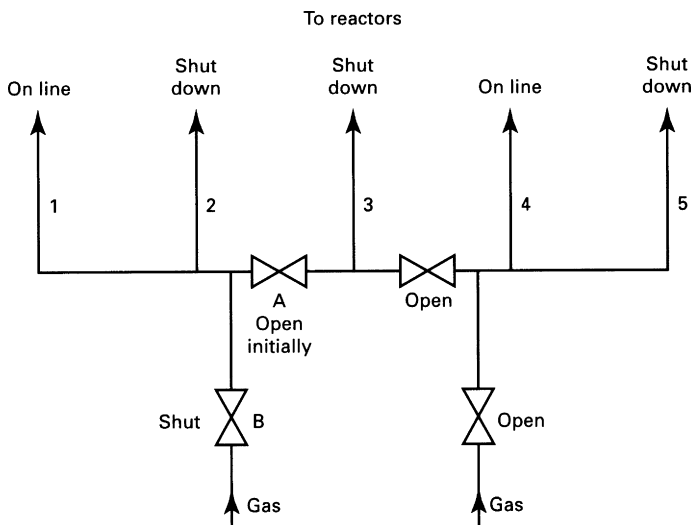 To reactors
On line
Shut
down
Shut
down
On line
Shut
down
1
2
3
4
5
A
Open
initially
Open
Shut
B
Open
Gas
Gas